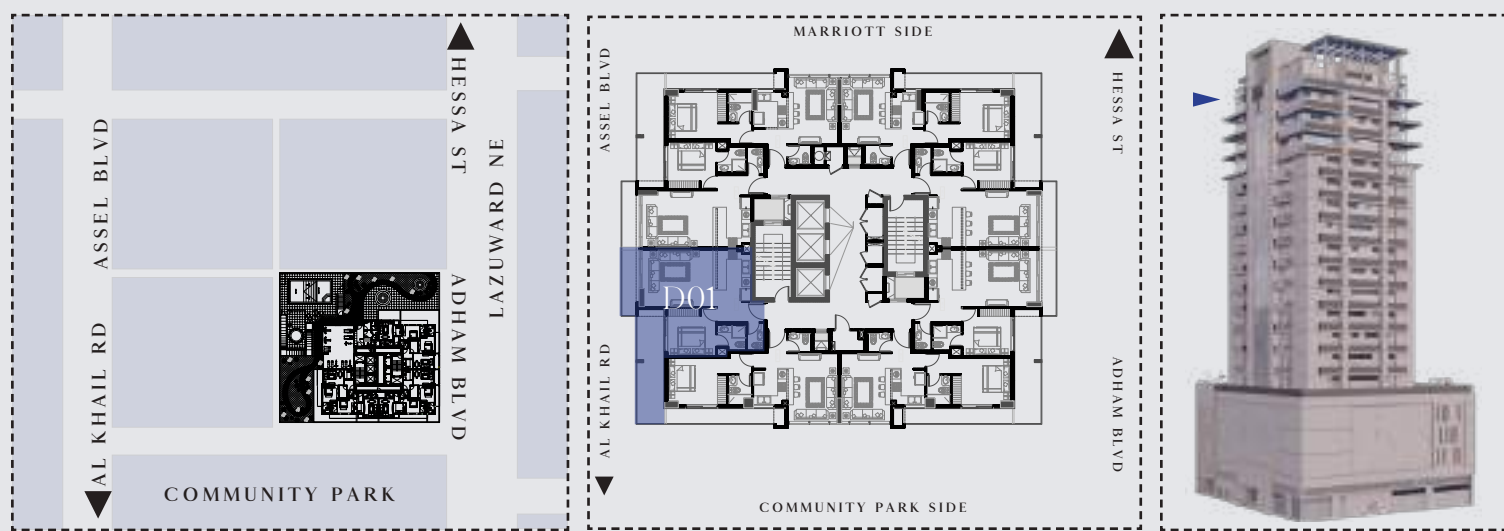 HESSA ST
ASSEL BLVD
LAZUWARD NE
ADHAM BLVD
AL KHAIL RD
COMMUNITY PARK
MARRIOTT SIDE
ASSEL BLVD
HESSA ST
D01
AL KHAIL RD
ADHAM BLVD
COMMUNITY PARK SIDE